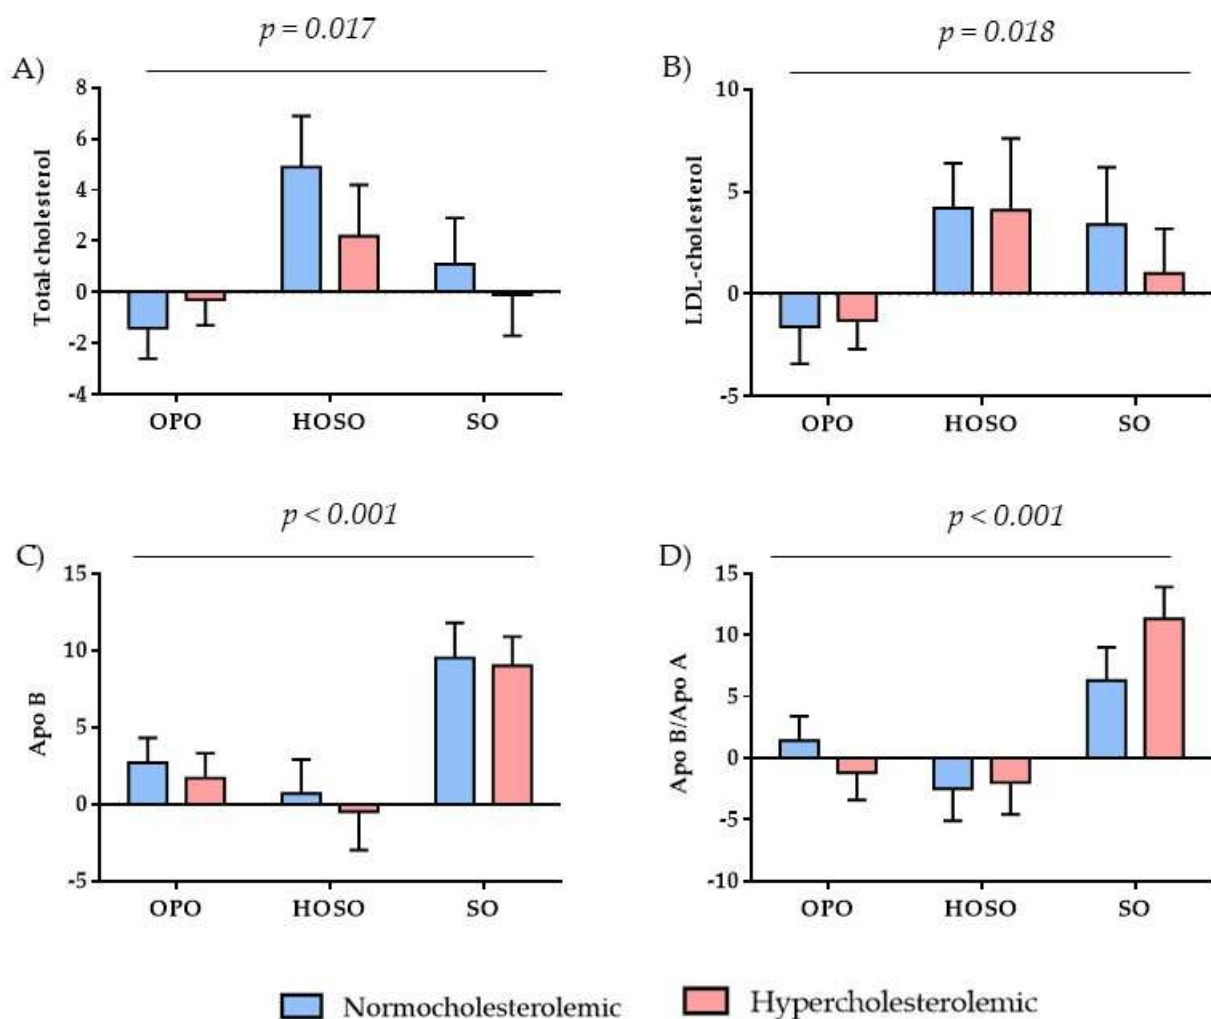 p = 0.017
A)
8
6
4
2
0
-2
-4
Total-cholesterol
OPO HOSO SO
p = 0.018
B)
10
5
0
-5
LDL-cholesterol
OPO HOSO SO
p < 0.001
C)
15
10
5
0
-5
Apo B
OPO HOSO SO
p < 0.001
D)
15
10
5
0
-5
-10
Apo B/Apo A
OPO HOSO SO
Normocholesterolemic Hypercholesterolemic